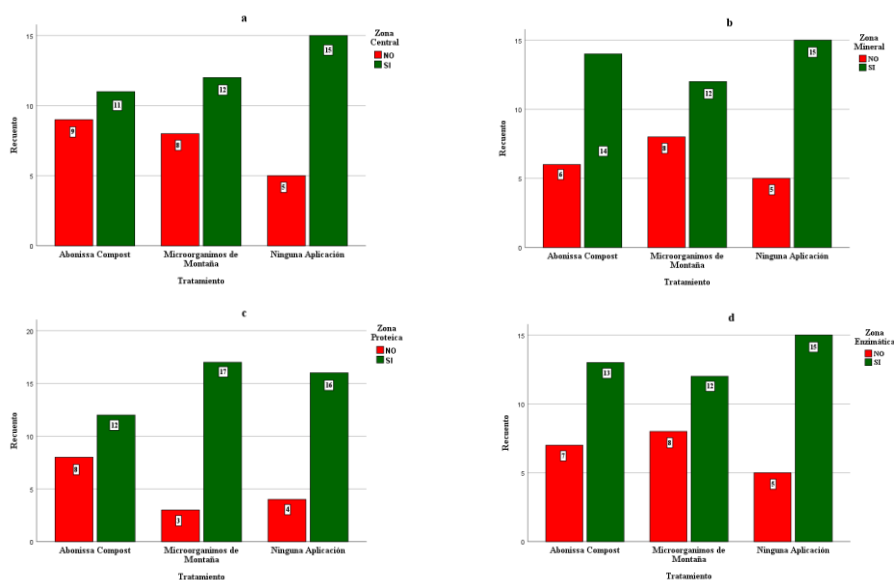 a
Zona
Central
NO
SI
Recuento
15
10
5
0
9
11
8
12
5
15
Abonissa Compost
Microorganimos de
Montaña
Ninguna Aplicación
Tratamiento
b
Zona
Mineral
NO
SI
Recuento
15
10
5
0
6
14
8
12
5
15
Abonissa Compost
Microorganimos de
Montaña
Ninguna Aplicación
Tratamiento
c
Zona
Proteica
NO
SI
Recuento
20
15
10
5
0
8
12
3
17
4
16
Abonissa Compost
Microorganimos de
Montaña
Ninguna Aplicación
Tratamiento
d
Zona
Enzimática
NO
SI
Recuento
15
10
5
0
7
13
8
12
5
15
Abonissa Compost
Microorganimos de
Montaña
Ninguna Aplicación
Tratamiento